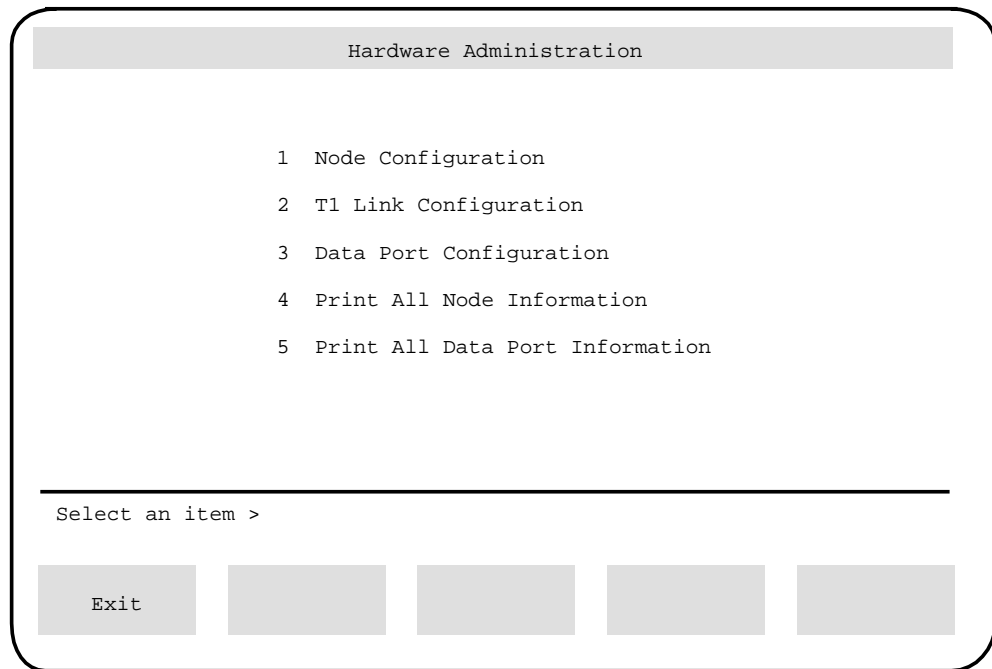 Hardware Administration
1 Node Configuration
2 T1 Link Configuration
3 Data Port Configuration
4 Print All Node Information
5 Print All Data Port Information
Select an item >
Exit